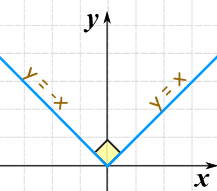 y
y = -x
y = x
x